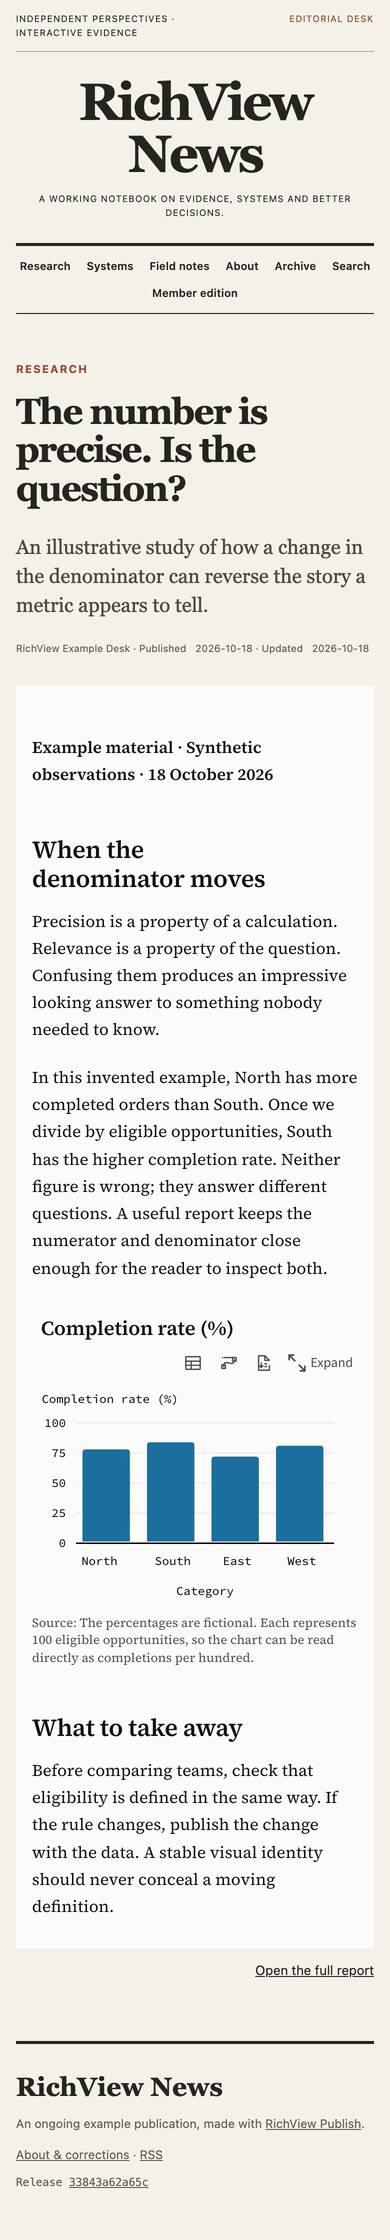 INDEPENDENT PERSPECTIVES ·
INTERACTIVE EVIDENCE
EDITORIAL DESK
RichView
News
A WORKING NOTEBOOK ON EVIDENCE, SYSTEMS AND BETTER
DECISIONS.
Research Systems Field notes About Archive Search
Member edition
RESEARCH
The number is
precise. Is the
question?
An illustrative study of how a change in
the denominator can reverse the story a
metric appears to tell.
RichView Example Desk · Published 2026-10-18 · Updated 2026-10-18
Example material · Synthetic
observations · 18 October 2026
When the
denominator moves
Precision is a property of a calculation.
Relevance is a property of the question.
Confusing them produces an impressive
looking answer to something nobody
needed to know.
In this invented example, North has more
completed orders than South. Once we
divide by eligible opportunities, South
has the higher completion rate. Neither
figure is wrong; they answer different
questions. A useful report keeps the
numerator and denominator close
enough for the reader to inspect both.
Completion rate (%)
Expand
Completion rate (%)
100
75
50
25
0
North South East West
Category
Source: The percentages are fictional. Each represents
100 eligible opportunities, so the chart can be read
directly as completions per hundred.
What to take away
Before comparing teams, check that
eligibility is defined in the same way. If
the rule changes, publish the change
with the data. A stable visual identity
should never conceal a moving
definition.
Open the full report
RichView News
An ongoing example publication, made with RichView Publish.
About & corrections · RSS
Release 33843a62a65c